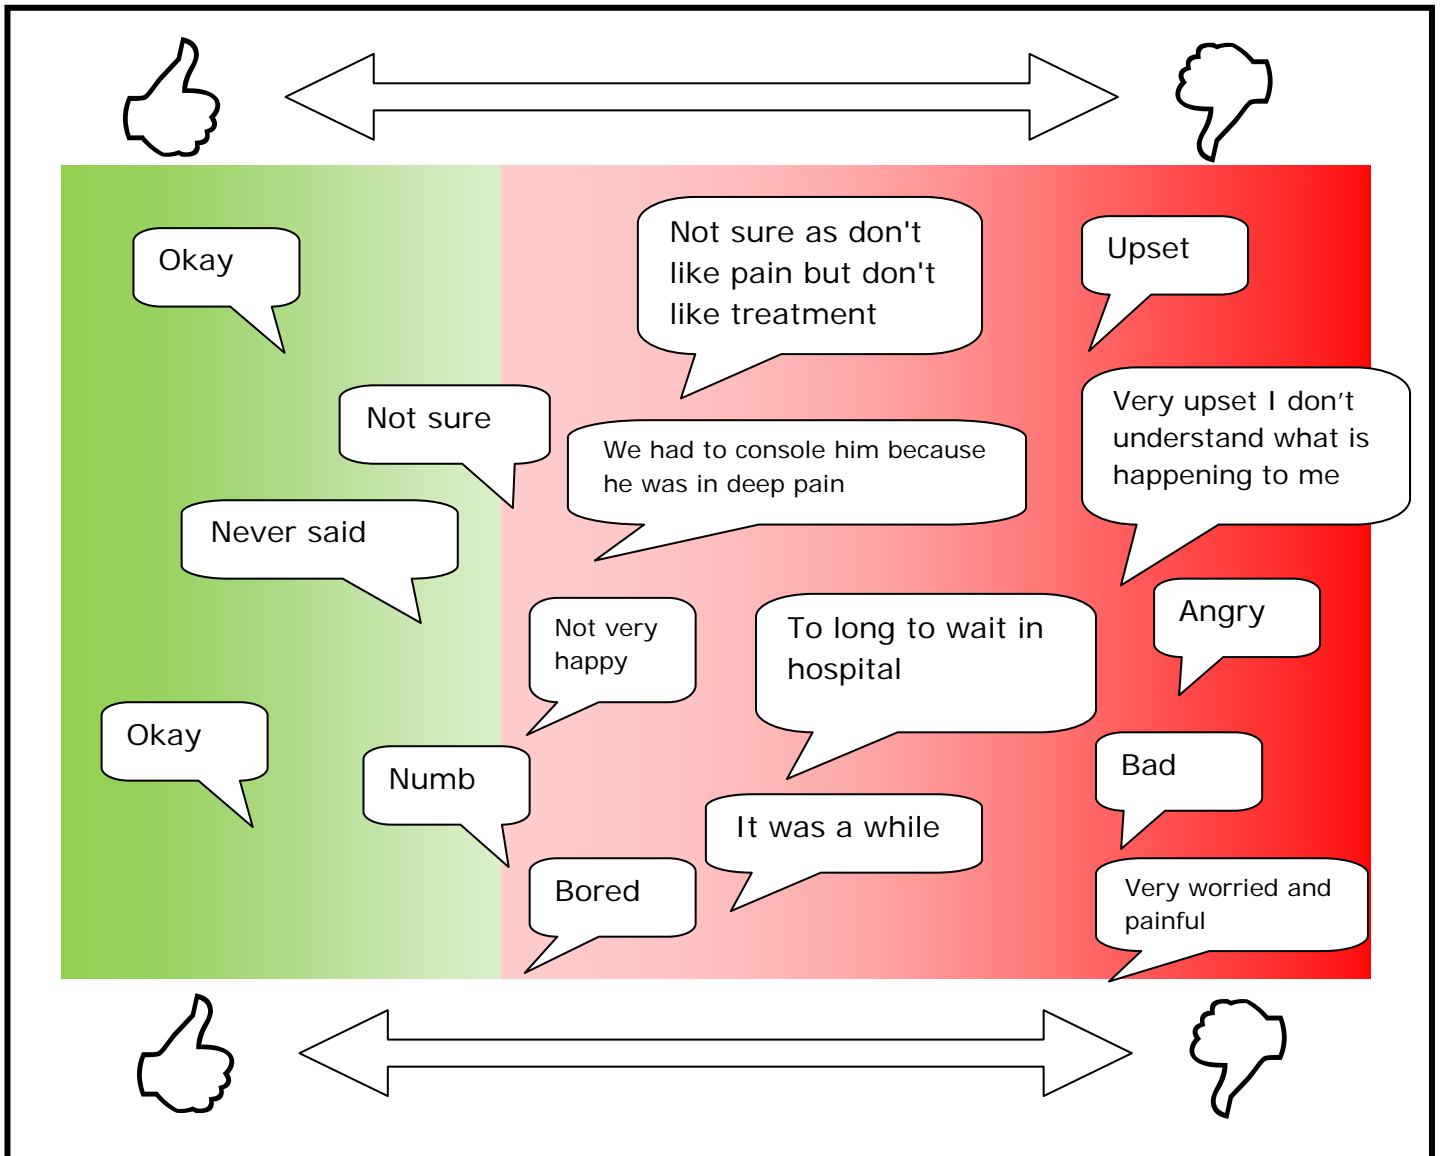 Okay
Not sure as don't
like pain but don't
like treatment
Upset
Not sure
We had to console him because
he was in deep pain
Very upset I don’t
understand what is
happening to me
Never said
Not very
happy
To long to wait in
hospital
Angry
Okay
Numb
Bad
It was a while
Bored
Very worried and
painful